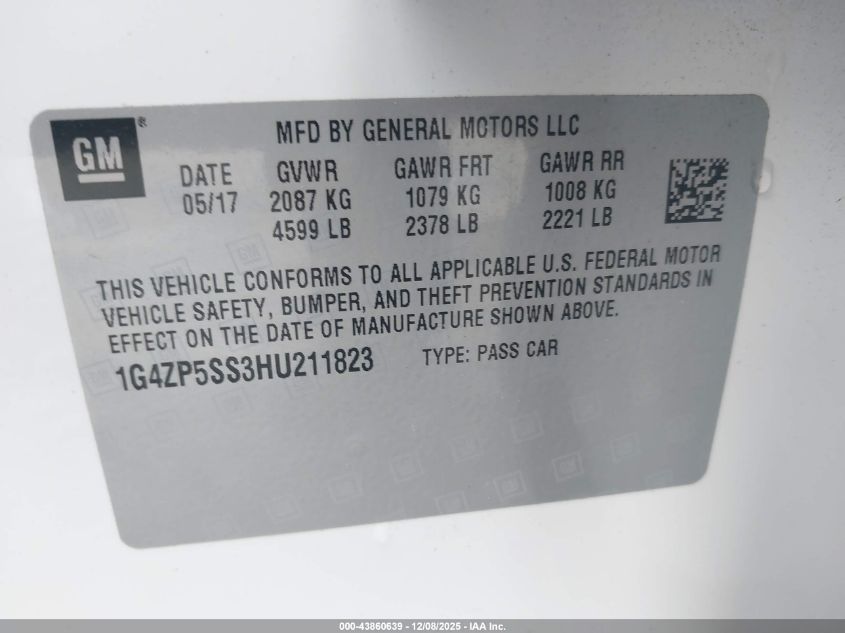 GM®
MFD BY GENERAL MOTORS LLC
DATE GVWR GAWR FRT GAWR RR
05/17 2087 KG 1079 KG 1008 KG
4599 LB 2378 LB 2221 LB
THIS VEHICLE CONFORMS TO ALL APPLICABLE U.S. FEDERAL MOTOR
VEHICLE SAFETY, BUMPER, AND THEFT PREVENTION STANDARDS IN
EFFECT ON THE DATE OF MANUFACTURE SHOWN ABOVE.
1G4ZP5SS3HU211823 TYPE: PASS CAR
000-43860639 - 12/08/2025 - IAA Inc.